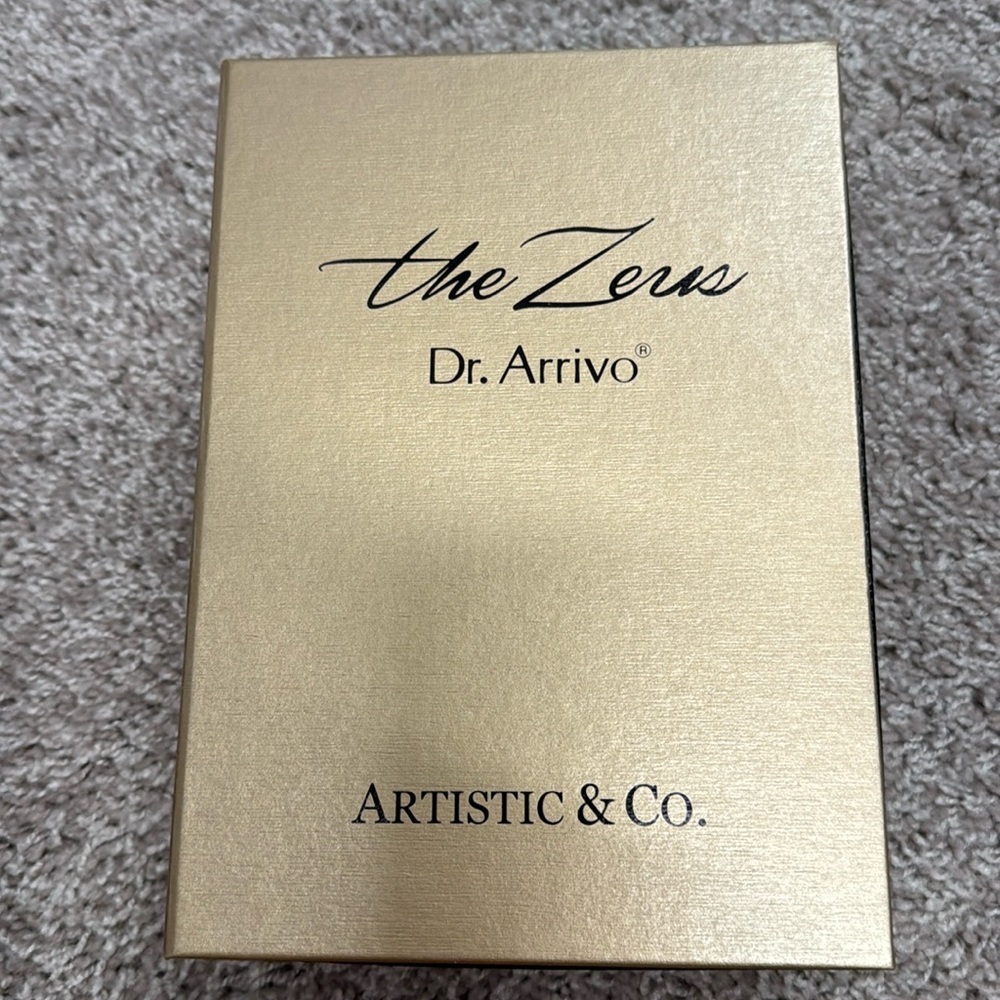 the Zeus
Dr. Arrivo®
ARTISTIC & CO.